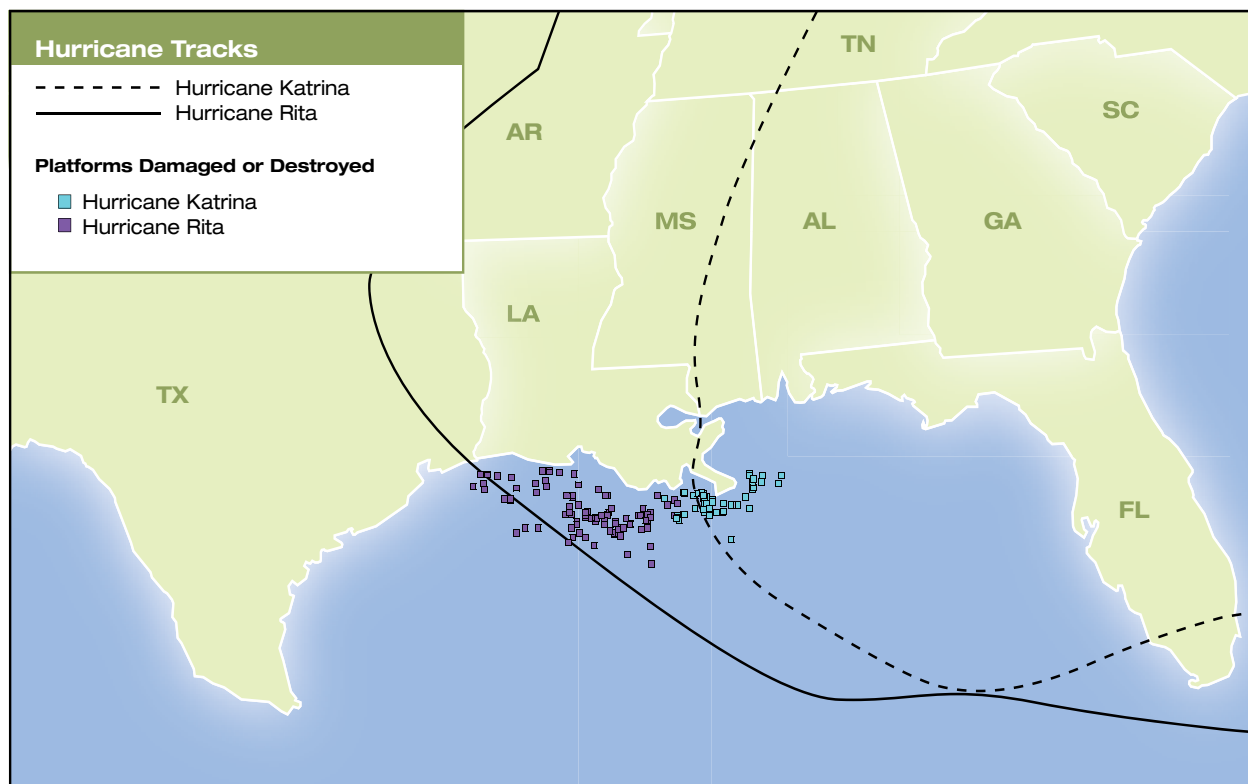 Hurricane Tracks
Hurricane Katrina
Hurricane Rita
Platforms Damaged or Destroyed
Hurricane Katrina
Hurricane Rita
TN
AR
SC
MS
AL
GA
LA
TX
FL